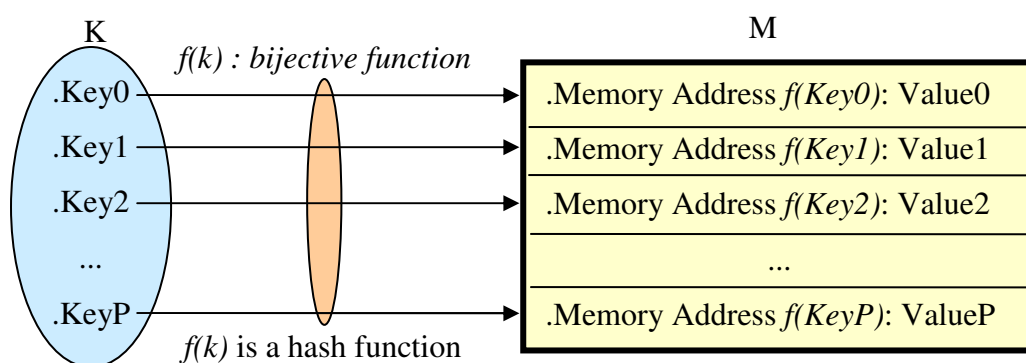 K
M
f(k) : bijective function
.Key0
.Memory Address f(Key0): Value0
.Key1
.Memory Address f(Key1): Value1
.Key2
.Memory Address f(Key2): Value2
...
...
.KeyP
.Memory Address f(KeyP): ValueP
f(k) is a hash function